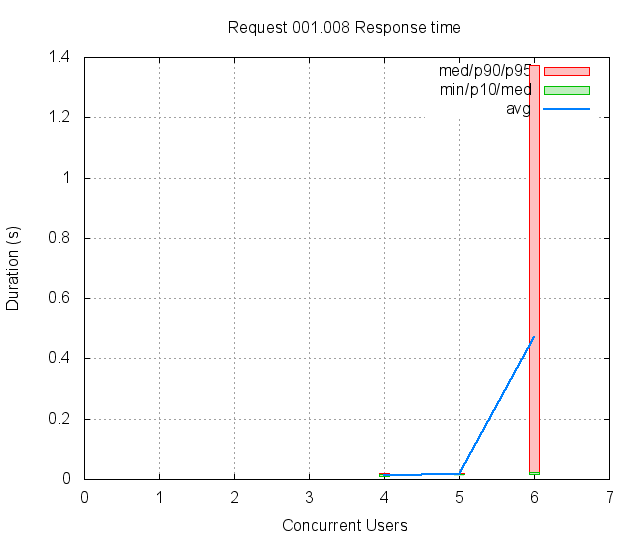 Request 001.008 Response time
1.4
1.2
1
0.8
0.6
0.4
0.2
0
Duration (s)
med/p90/p95
min/p10/med
avg
0 1 2 3 4 5 6 7
Concurrent Users